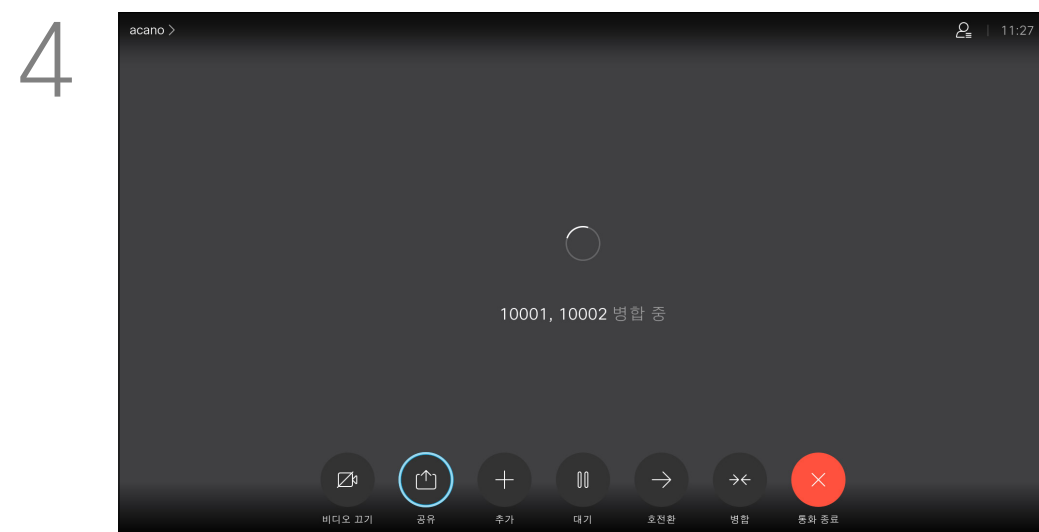 4
acano >
11:27
10001, 10002 병합 중
비디오 끄기
공유
추가
대기
호전환
병합
통화 종료